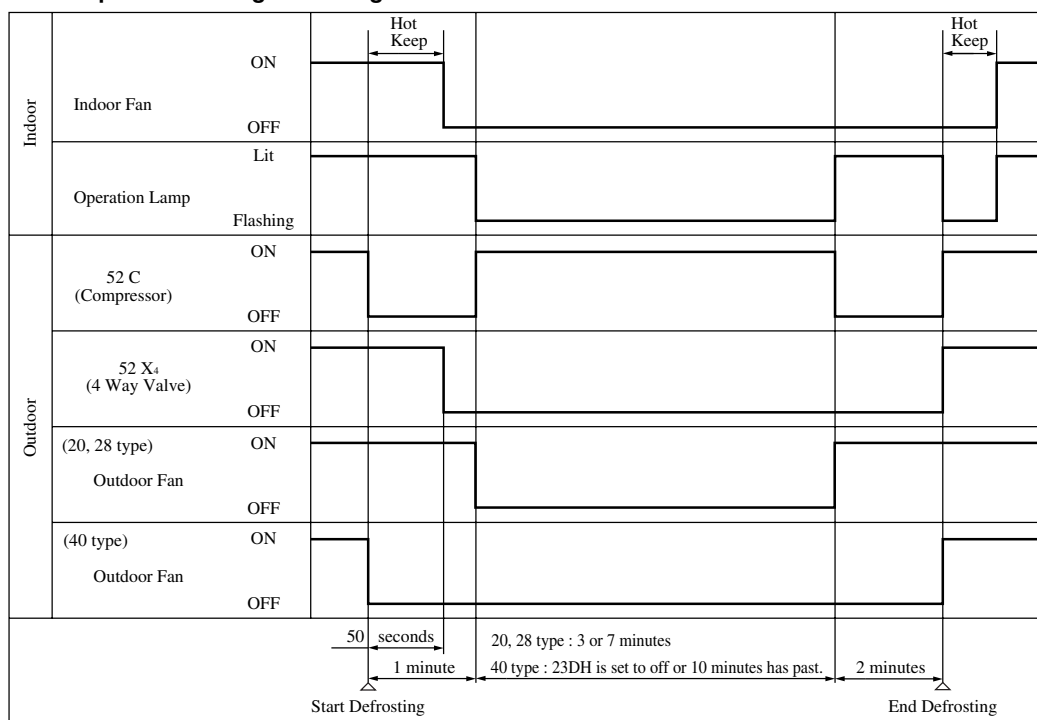 Hot
Keep
Hot
Keep
Indoor
Indoor Fan
ON
OFF
Operation Lamp
Lit
Flashing
Outdoor
52 C
(Compressor)
ON
OFF
52 X4
(4 Way Valve)
ON
OFF
(20, 28 type)
Outdoor Fan
ON
OFF
(40 type)
Outdoor Fan
ON
OFF
50 seconds
20, 28 type : 3 or 7 minutes
1 minute
40 type : 23DH is set to off or 10 minutes has past.
2 minutes
Start Defrosting
End Defrosting